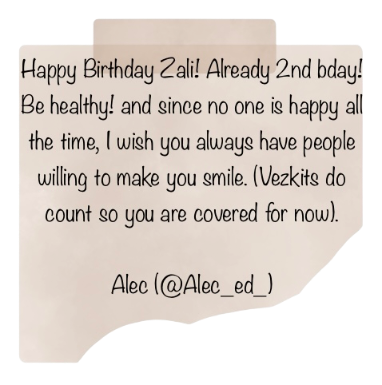 Happy Birthday Zali! Already 2nd bday!
Be healthy! and since no one is happy all
the time, I wish you always have people
willing to make you smile. (Vezkits do
count so you are covered for now).
Alec (@Alec_ed_)